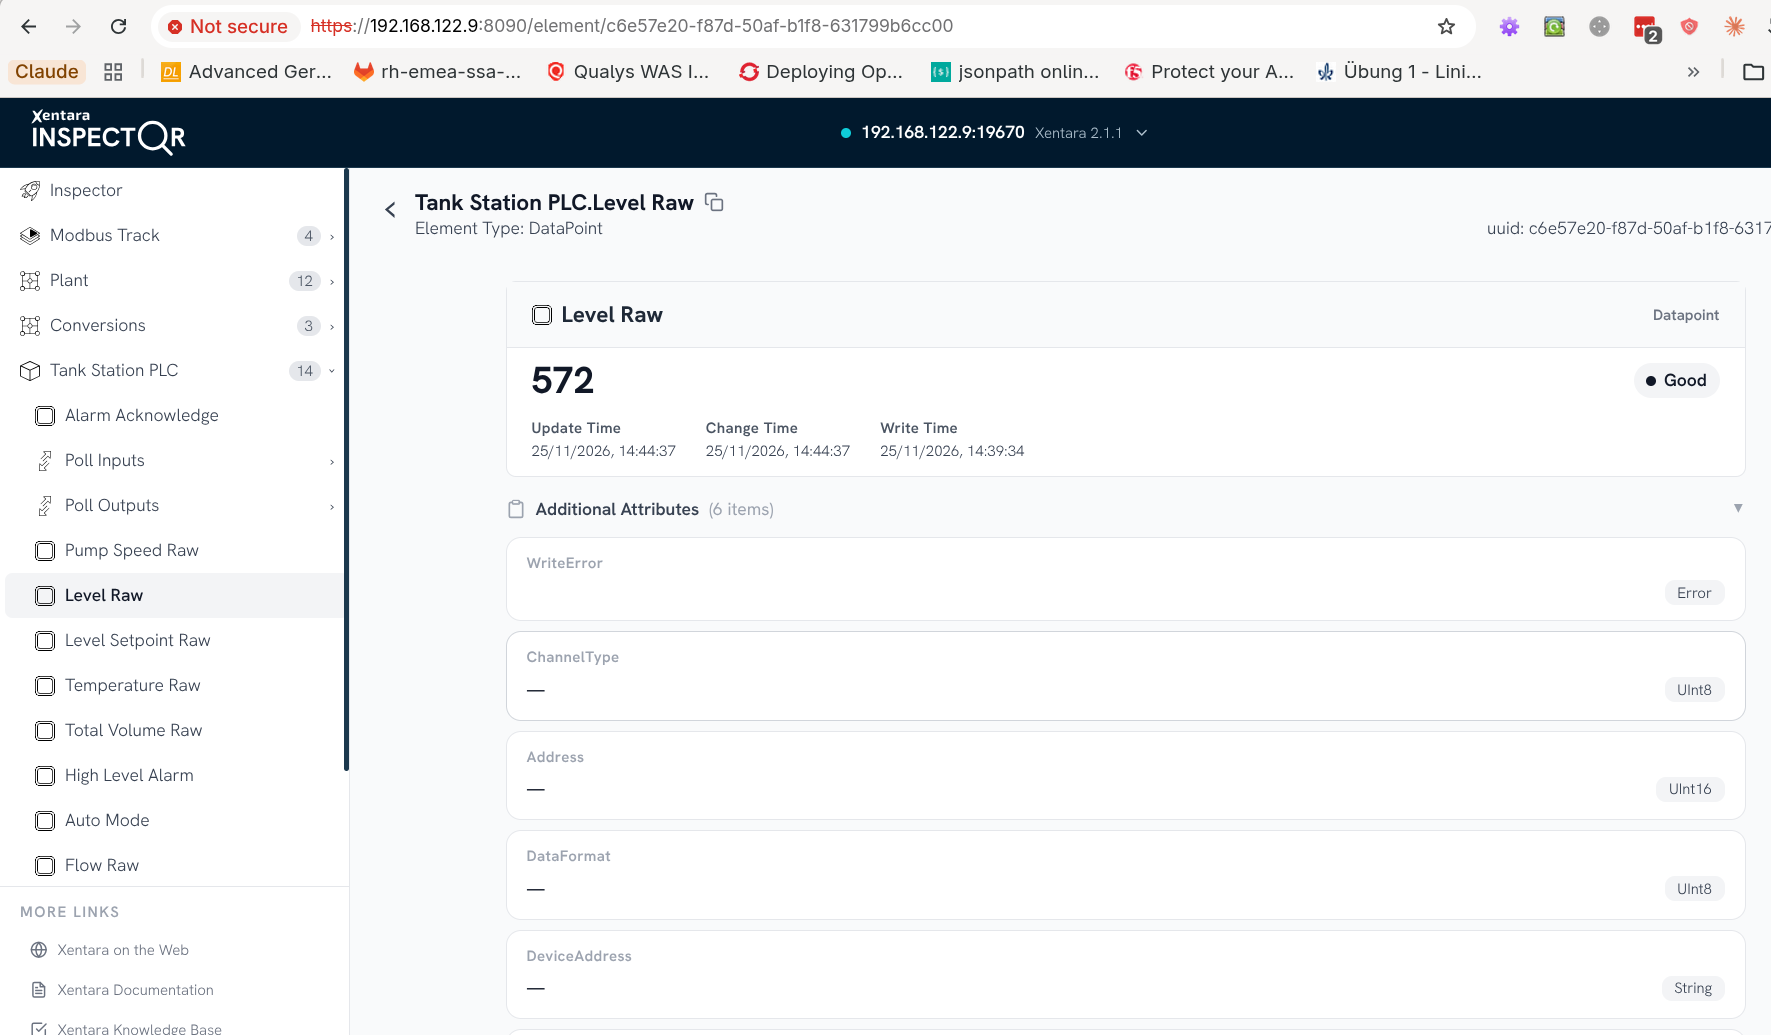 Not secure https://192.168.122.9:8090/element/c6e57e20-f87d-50af-b1f8-631799b6cc00
2
Claude
DL Advanced Ger...
rh-emea-ssa-...
Qualys WAS I...
Deploying Op...
jsonpath onlin...
Protect your A...
Übung 1 - Lini...
»
Xentara
INSPECTOR
192.168.122.9:19670 Xentara 2.1.1
Inspector
Modbus Track 4
Plant 12
Conversions 3
Tank Station PLC 14
Alarm Acknowledge
Poll Inputs
Poll Outputs
Pump Speed Raw
Level Raw
Level Setpoint Raw
Temperature Raw
Total Volume Raw
High Level Alarm
Auto Mode
Flow Raw
MORE LINKS
Xentara on the Web
Xentara Documentation
Xentara Knowledge Base
Tank Station PLC.Level Raw
Element Type: DataPoint
uuid: c6e57e20-f87d-50af-b1f8-6317
Level Raw
Datapoint
572
Good
Update Time Change Time Write Time
25/11/2026, 14:44:37 25/11/2026, 14:44:37 25/11/2026, 14:39:34
Additional Attributes (6 items)
WriteError
Error
ChannelType
—
UInt8
Address
—
UInt16
DataFormat
—
UInt8
DeviceAddress
—
String